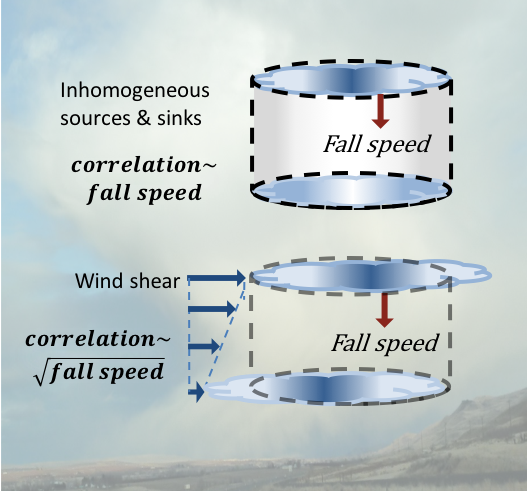 Inhomogeneous
sources & sinks
Fall speed
correlation~
fall speed
Wind shear
Fall speed
correlation~
√fall speed